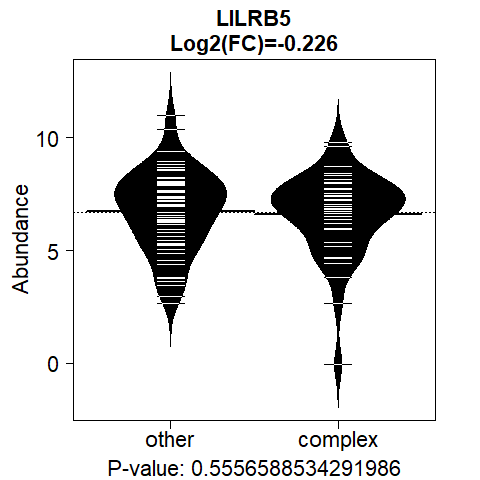 LILRB5
Log2(FC)=-0.226
Abundance
10
5
0
other complex
P-value: 0.5556588534291986